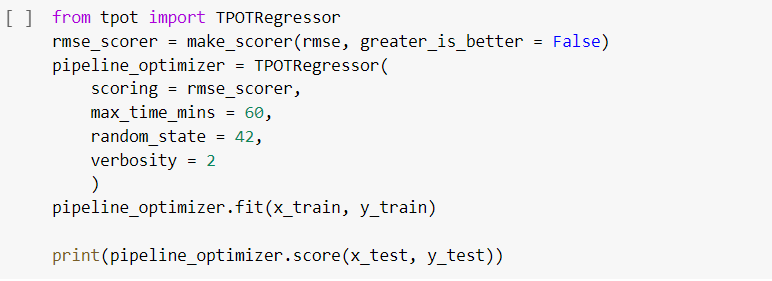 [ ] from tpot import TPOTRegressor
rmse_scorer = make_scorer(rmse, greater_is_better = False)
pipeline_optimizer = TPOTRegressor(
    scoring = rmse_scorer,
    max_time_mins = 60,
    random_state = 42,
    verbosity = 2
    )
pipeline_optimizer.fit(x_train, y_train)

print(pipeline_optimizer.score(x_test, y_test))